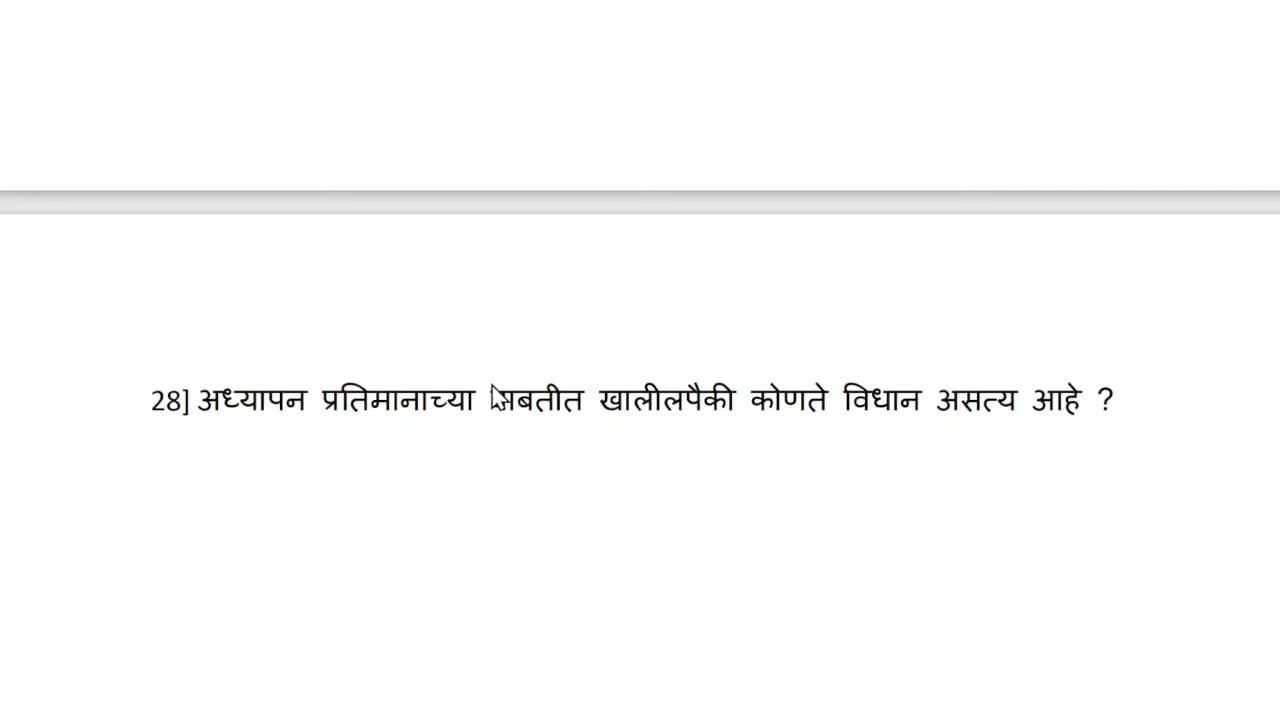 28] अध्यापन प्रतिमानाच्या खालीलपैकी कोणते विधान असत्य आहे ?